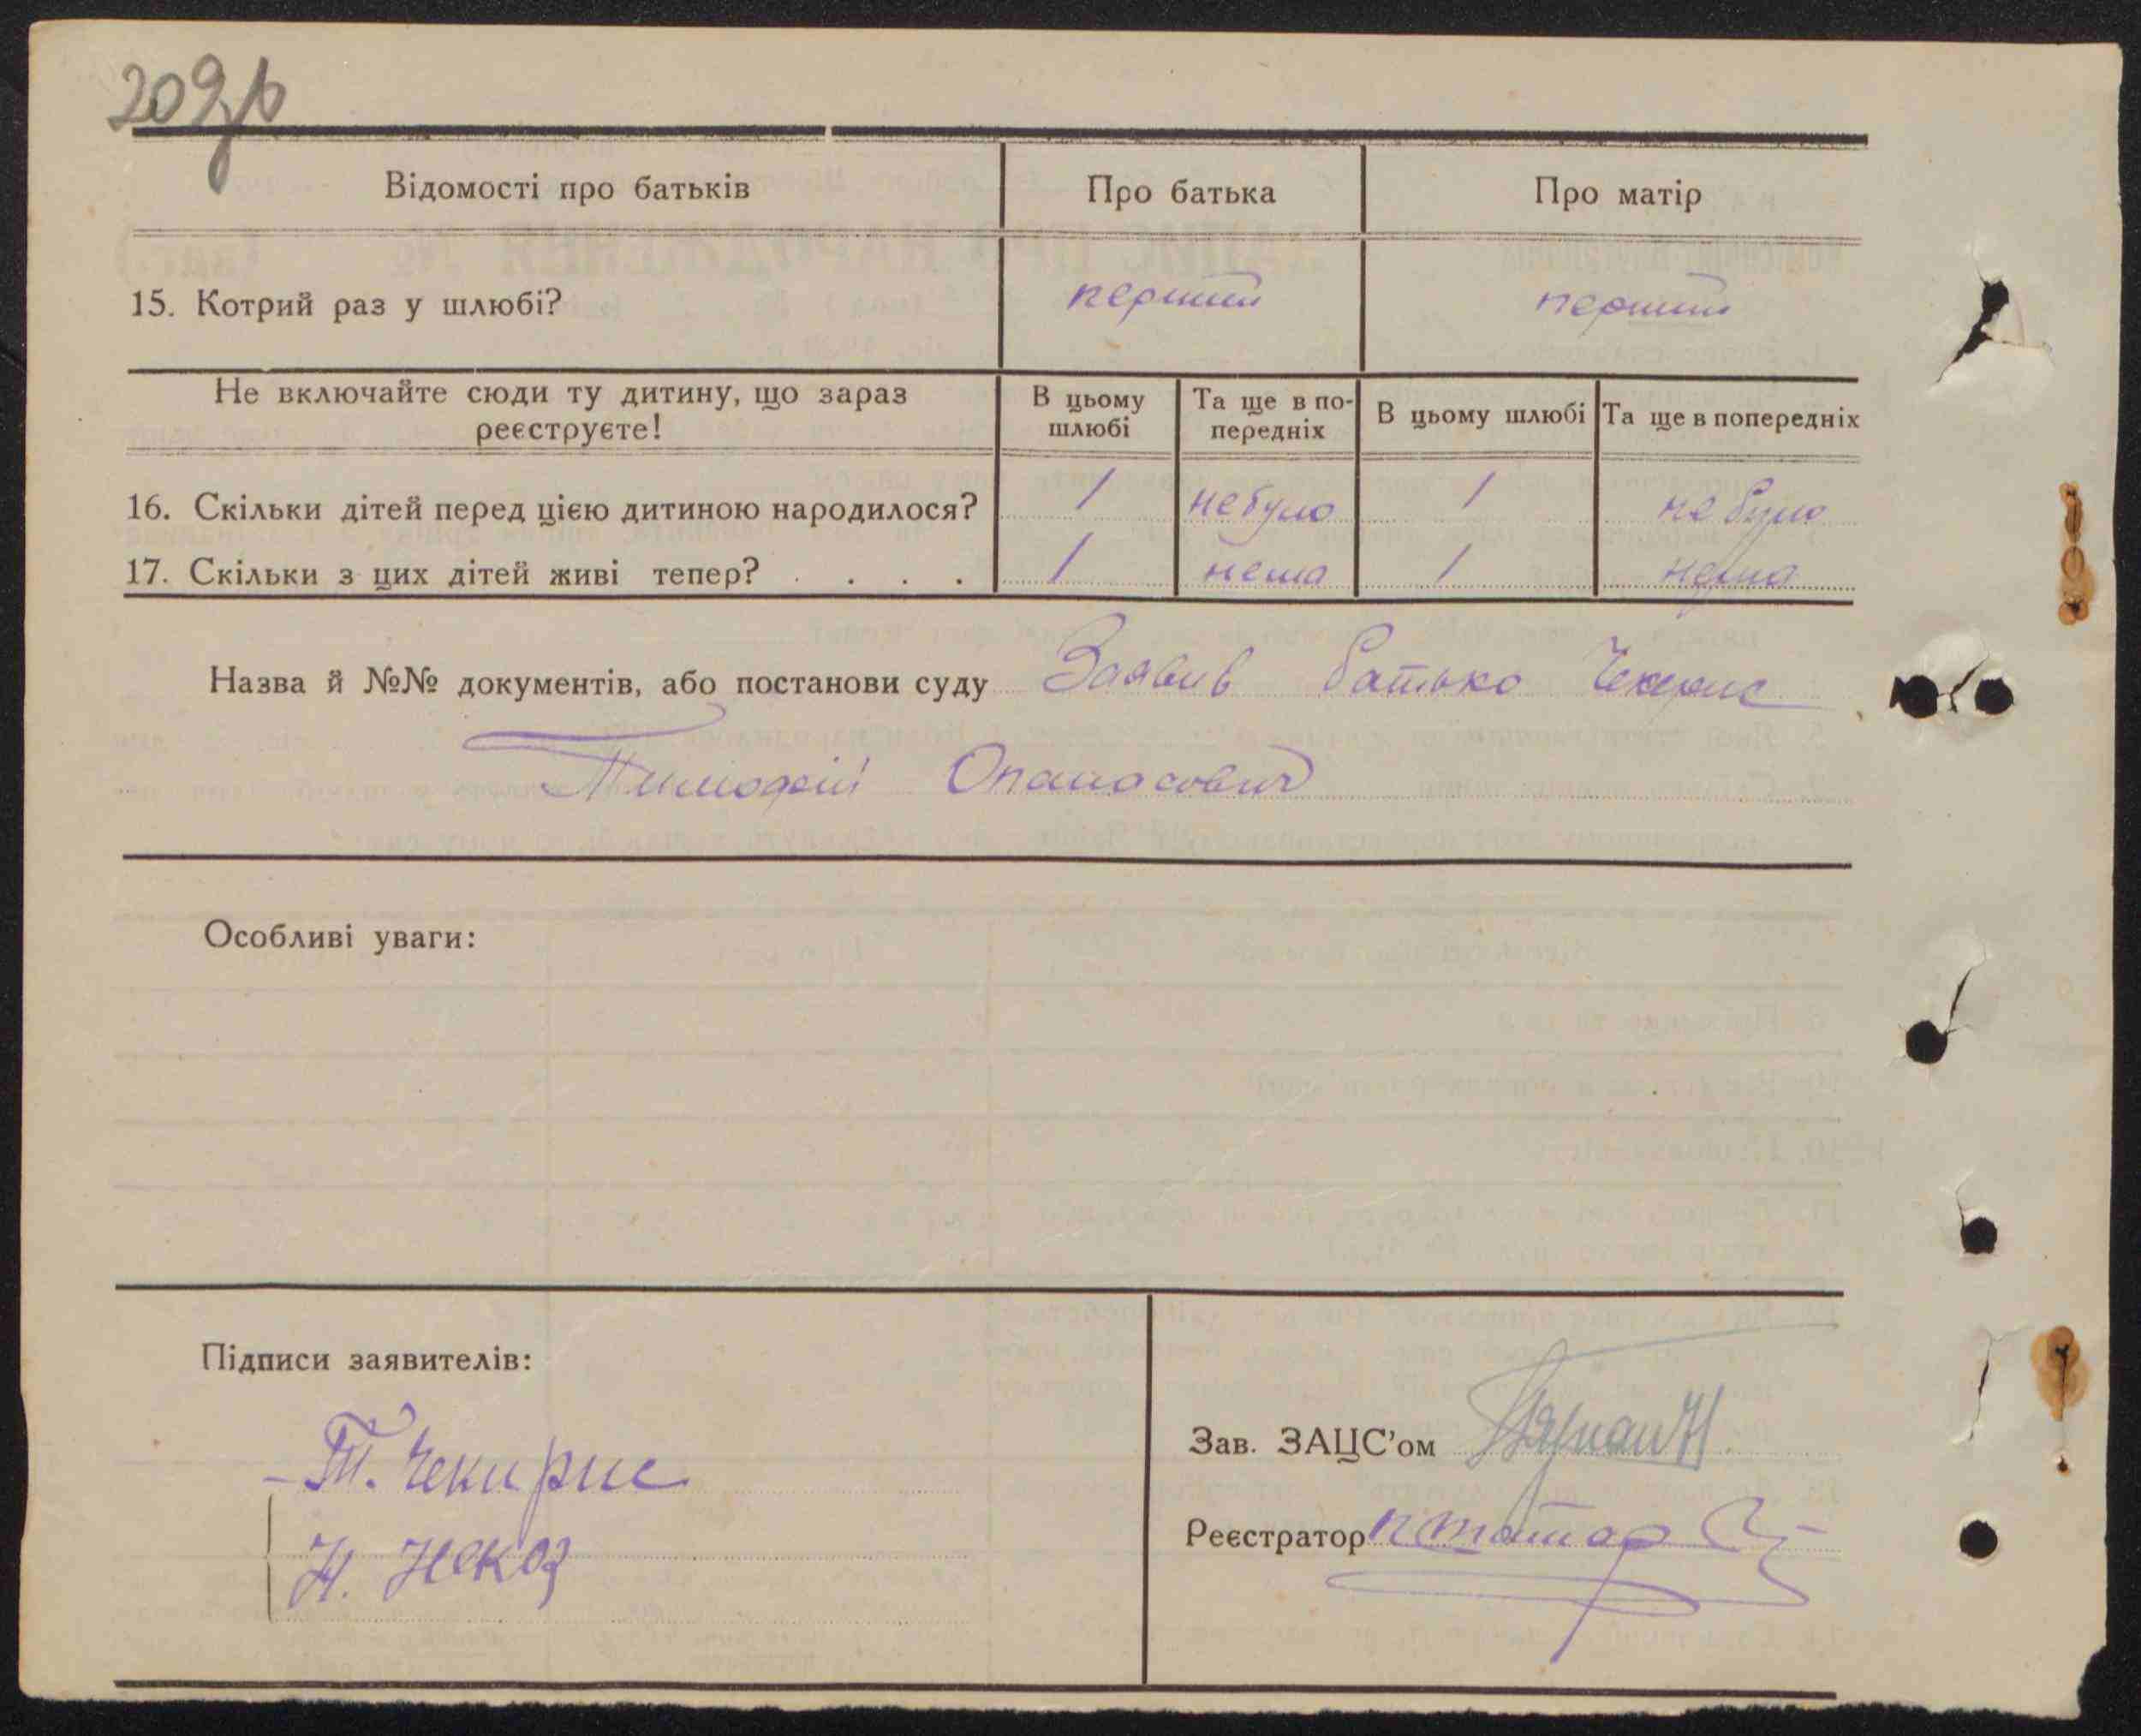 209зв
Відомості про батьків Про батька Про матір
15. Котрий раз у шлюбі? перший перший
Не включайте сюди ту дитину, що зараз реєструєте!
В цьому шлюбі Та ще в по-передніх В цьому шлюбі Та ще в попередніх
16. Скільки дітей перед цією дитиною народилося? 1 небуло 1 не було
17. Скільки з цих дітей живі тепер? . . . . 1 нема 1 нема
Назва й №№ документів, або постанови суду Заявив батько Чекирис
Тимофій Опанасович
Особливі уваги:
Підписи заявителів:
Т. Чекирис
Н. Некоз
Зав. ЗАЦС'ом
Реєстратор